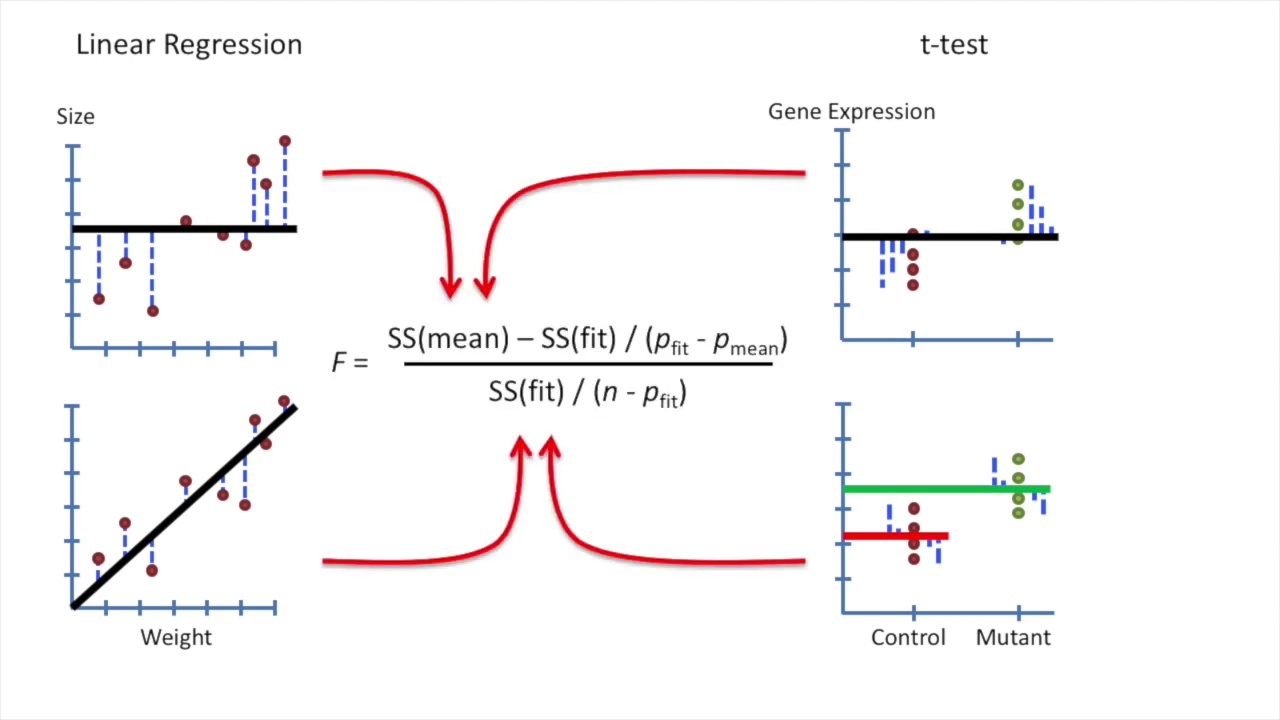 Linear Regression
t-test
Size
Gene Expression
F =
SS(mean) – SS(fit) / (pfit - pmean)
SS(fit) / (n - pfit)
Weight
Control
Mutant